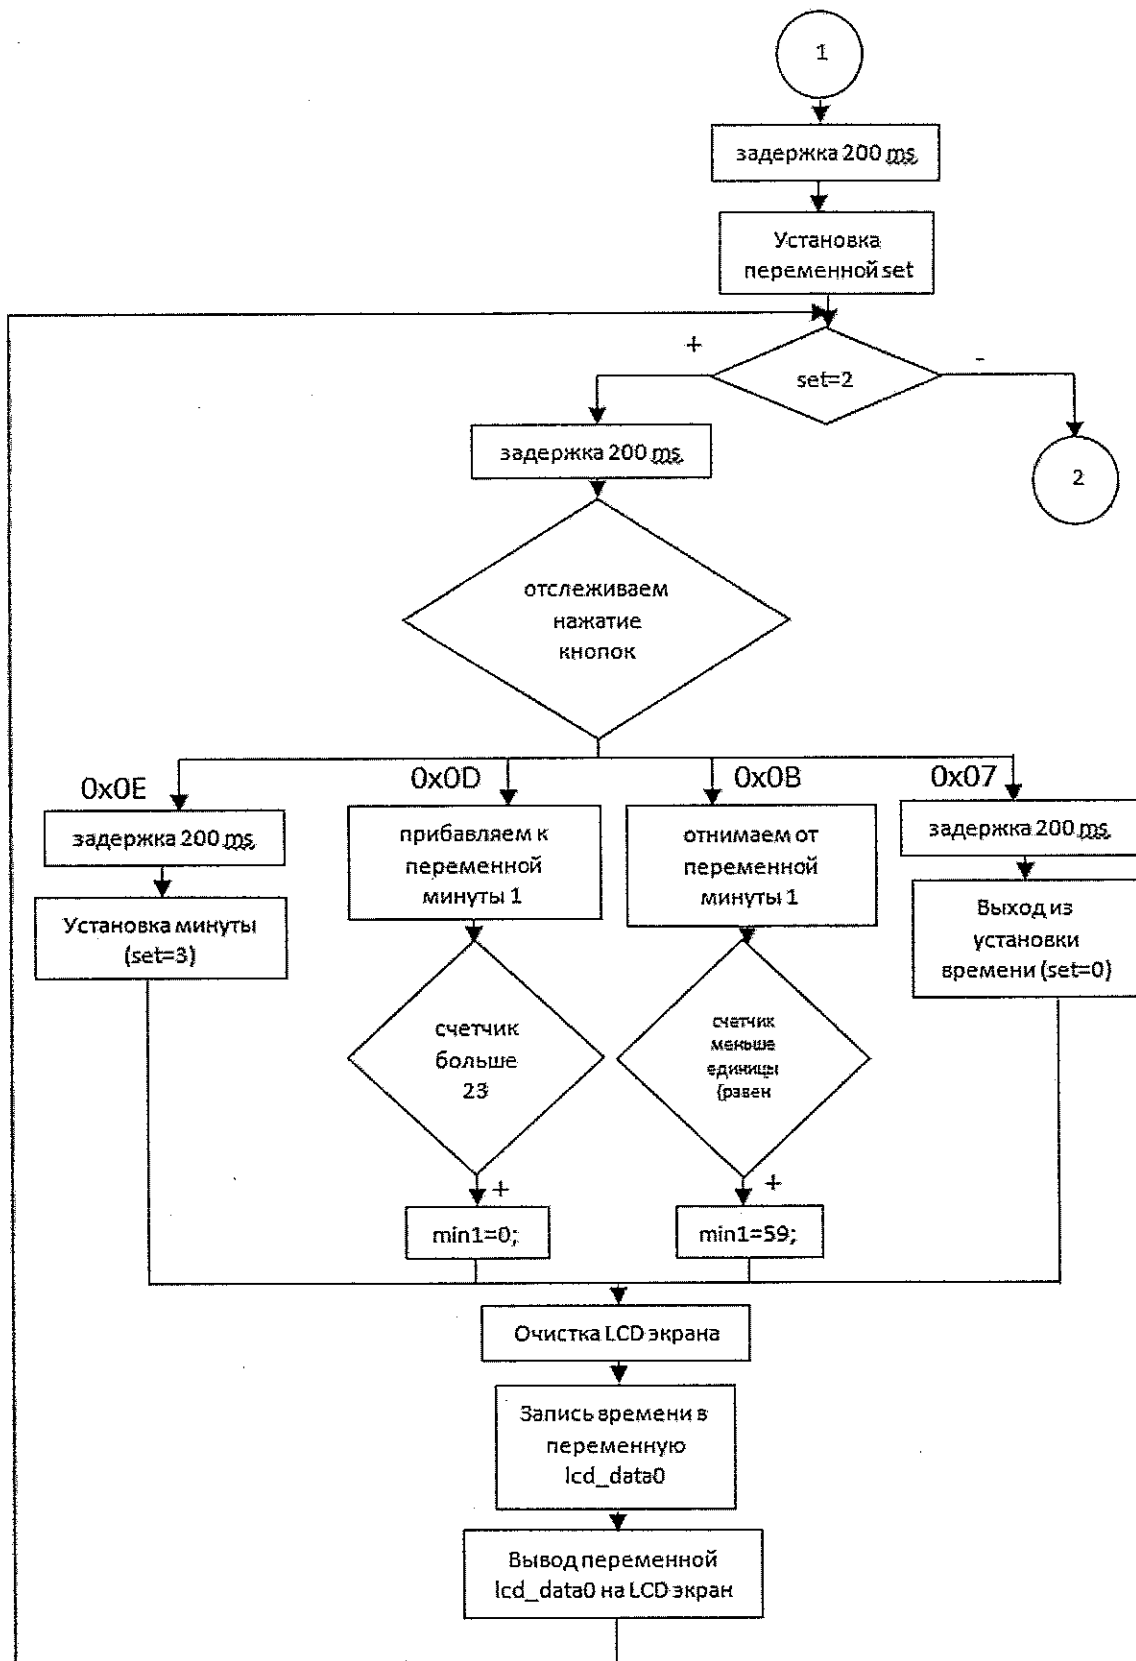 1
задержка 200 ms
Установка
переменной set
+
-
set=2
задержка 200 ms
2
отслеживаем
нажатие
кнопок
0x0E
0x0D
0x0B
0x07
задержка 200 ms
Установка минуты
(set=3)
прибавляем к
переменной
минуты 1
отнимаем от
переменной
минуты 1
задержка 200 ms
Выход из
установки
времени (set=0)
счетчик
больше
23
счетчик
меньше
единицы
(равен
+
+
min1=0;
min1=59;
Очистка LCD экрана
Запись времени в
переменную
lcd_data0
Вывод переменной
lcd_data0 на LCD экран